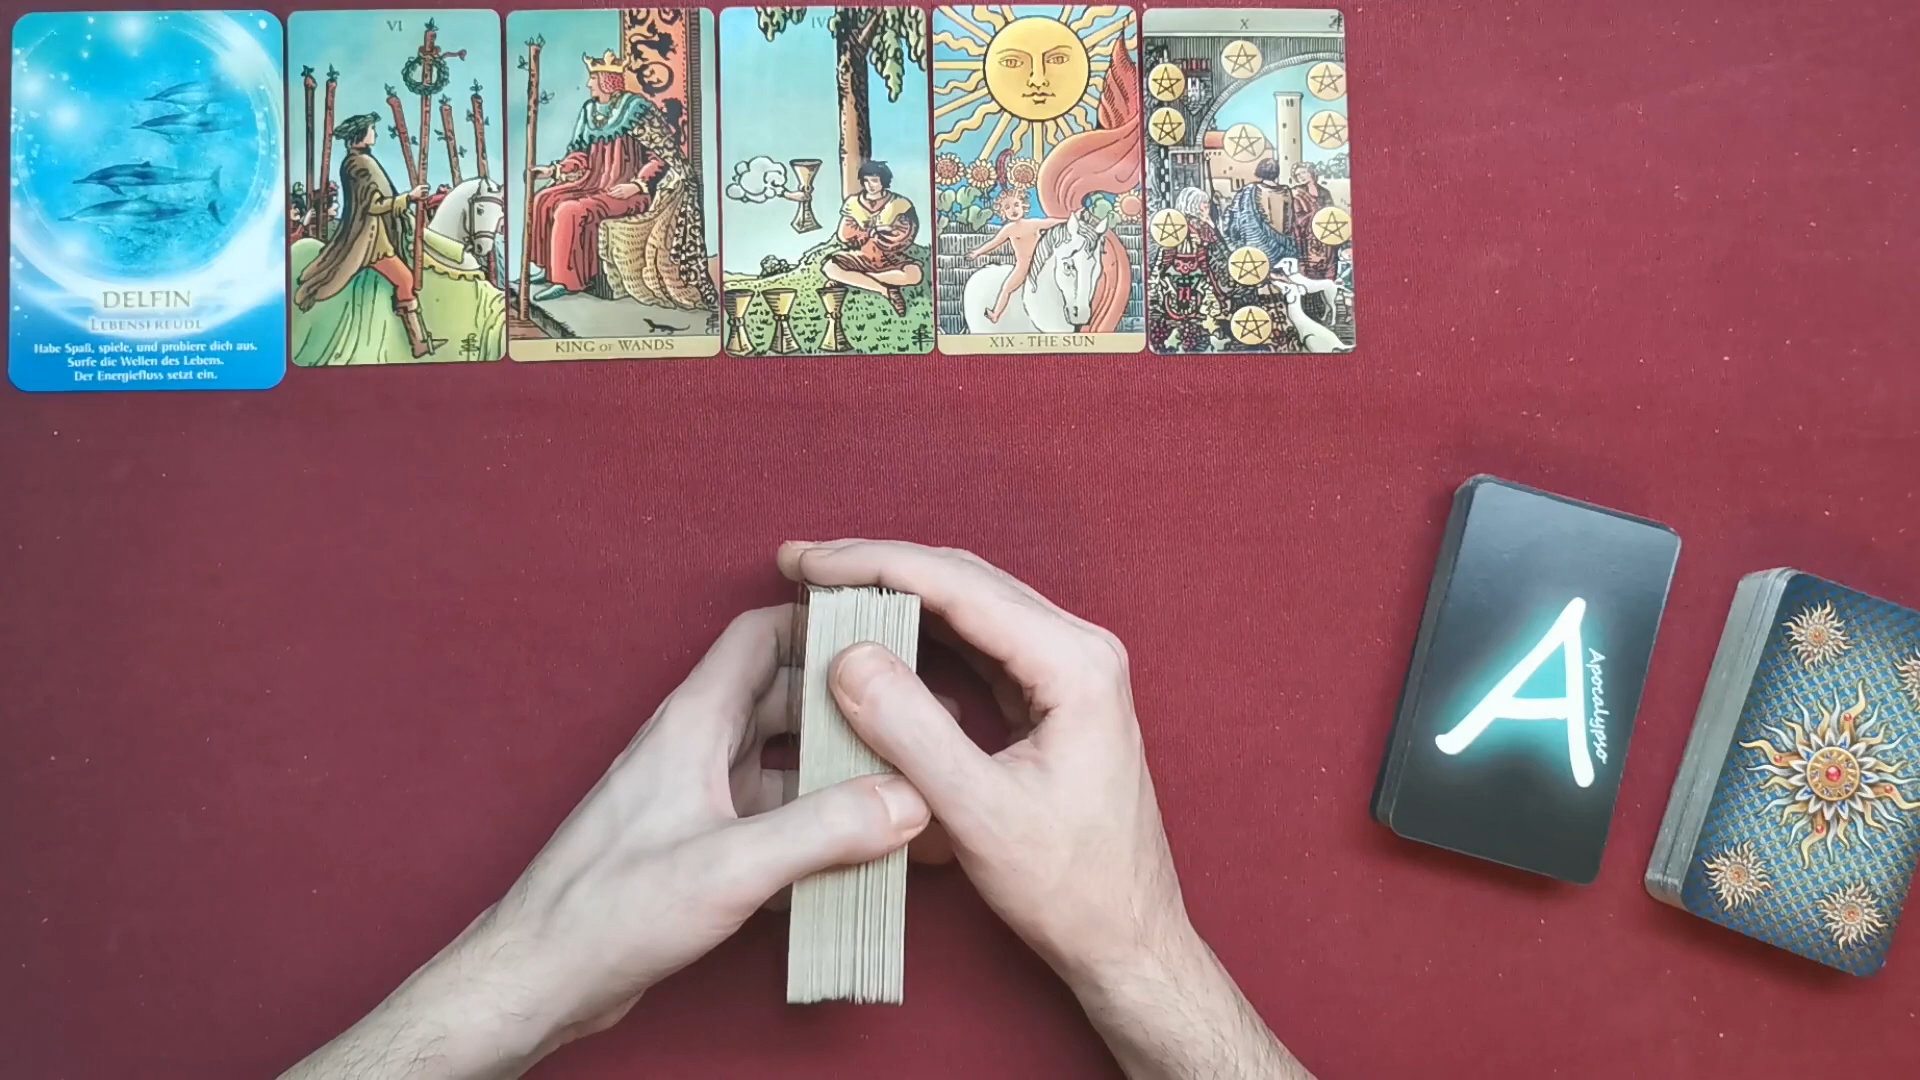 DELFIN
LEBENSFREUDE
Habe Spaß, spiele, und probiere dich aus.
Surfe die Wellen des Lebens.
Der Energiefluss setzt ein.
VI
KING OF WANDS
IV
XIX - THE SUN
X
A
Apocalypso